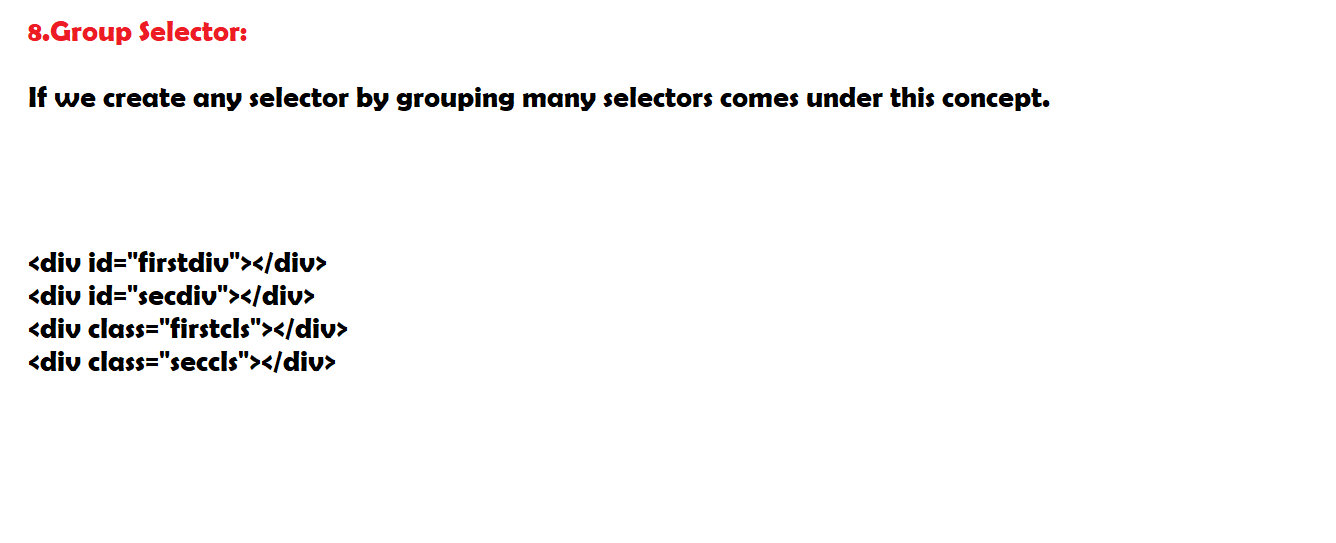 8.Group Selector:
If we create any selector by grouping many selectors comes under this concept.
<div id="firstdiv"></div>
<div id="secdiv"></div>
<div class="firstcls"></div>
<div class="seccls"></div>